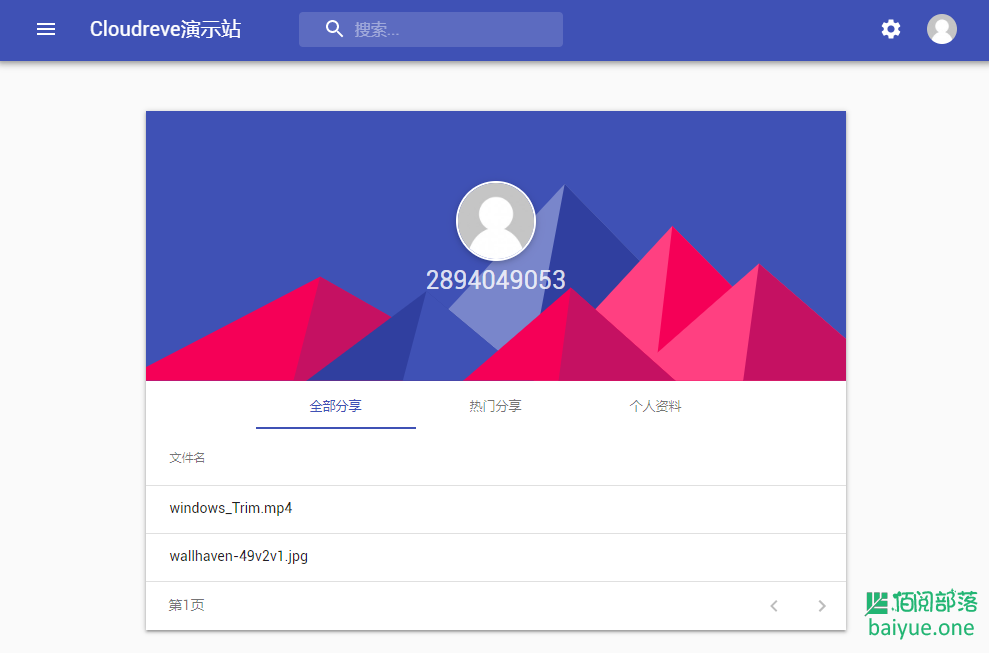 Cloudreve演示站
搜索...
2894049053
全部分享 热门分享 个人资料
文件名
windows_Trim.mp4
wallhaven-49v2v1.jpg
第1页
佰阅部落
baiyue.one